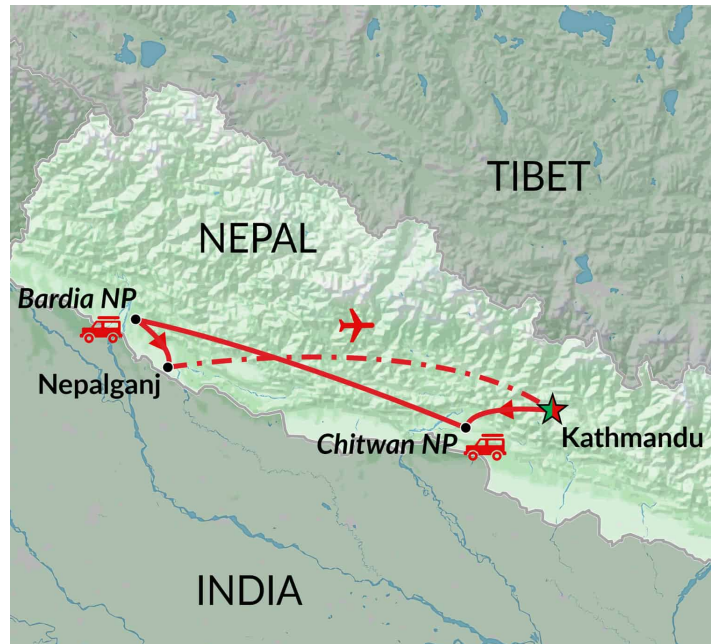 TIBET
NEPAL
Bardia NP
Nepalganj
Chitwan NP
Kathmandu
INDIA